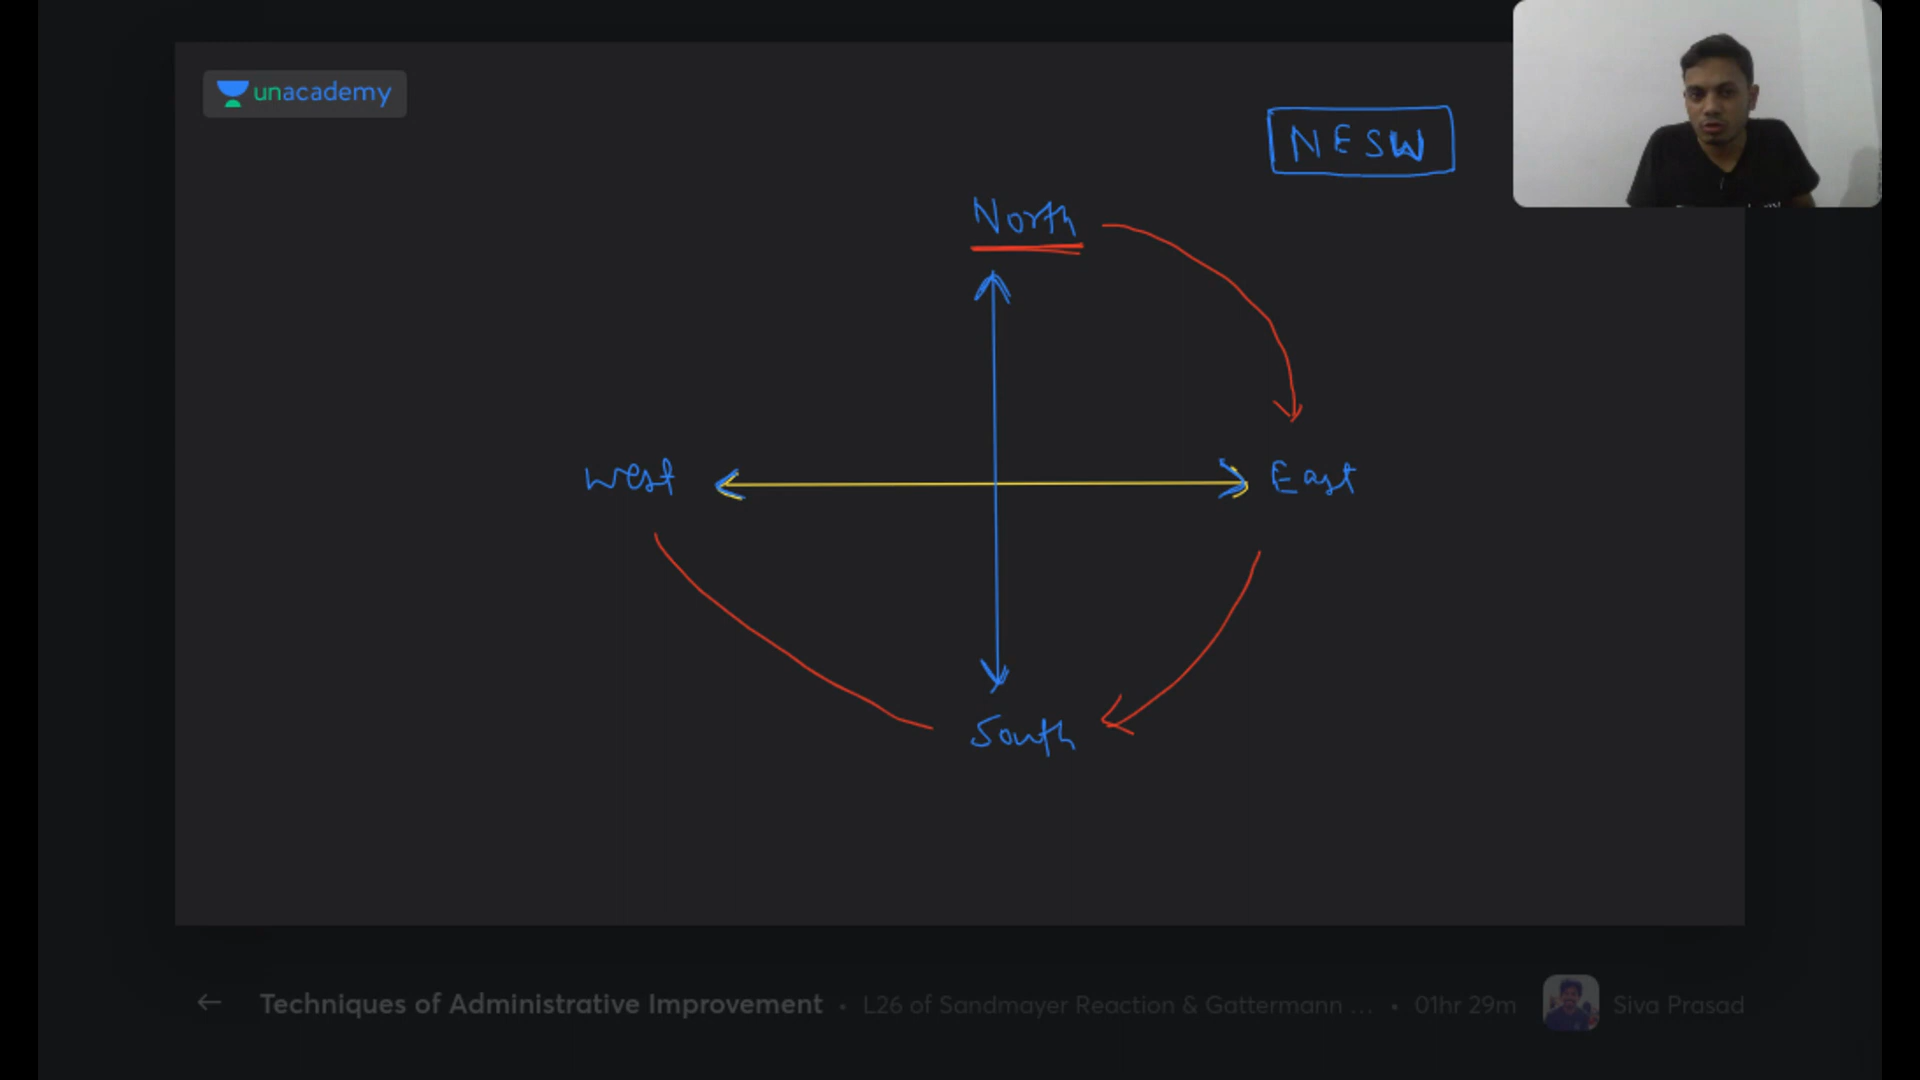 unacademy
NESW
North
West
East
South
Techniques of Administrative Improvement • L26 of Sandmayer Reaction & Gattermann ... • 01hr 29m Siva Prasad